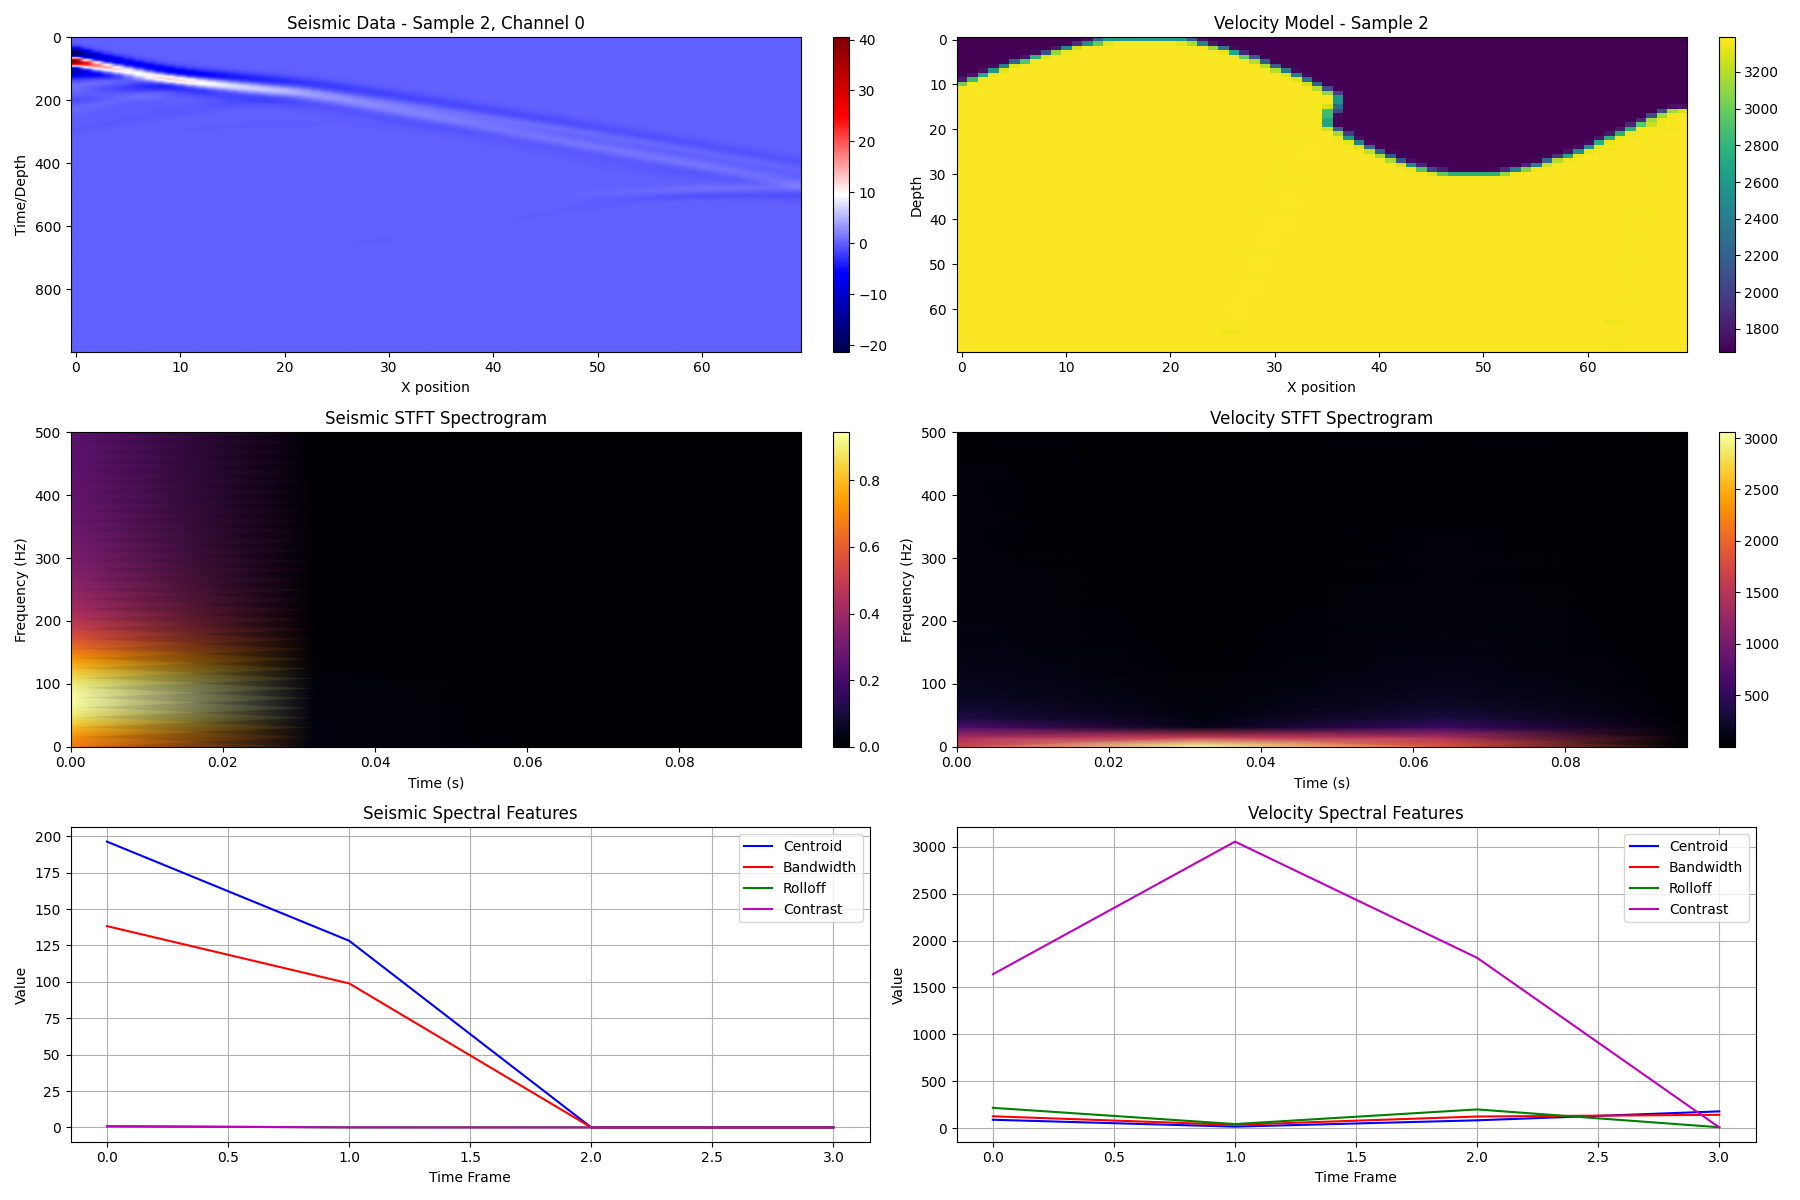 Seismic Data - Sample 2, Channel 0
Time/Depth
0
200
400
600
800
0 10 20 30 40 50 60
X position
40
30
20
10
0
−10
−20
Velocity Model - Sample 2
Depth
0
10
20
30
40
50
60
0 10 20 30 40 50 60
X position
3200
3000
2800
2600
2400
2200
2000
1800
Seismic STFT Spectrogram
Frequency (Hz)
500
400
300
200
100
0
0.00 0.02 0.04 0.06 0.08
Time (s)
0.8
0.6
0.4
0.2
0.0
Velocity STFT Spectrogram
Frequency (Hz)
500
400
300
200
100
0
0.00 0.02 0.04 0.06 0.08
Time (s)
3000
2500
2000
1500
1000
500
Seismic Spectral Features
Value
200
175
150
125
100
75
50
25
0
0.0 0.5 1.0 1.5 2.0 2.5 3.0
Time Frame
Centroid
Bandwidth
Rolloff
Contrast
Velocity Spectral Features
Value
3000
2500
2000
1500
1000
500
0
0.0 0.5 1.0 1.5 2.0 2.5 3.0
Time Frame
Centroid
Bandwidth
Rolloff
Contrast